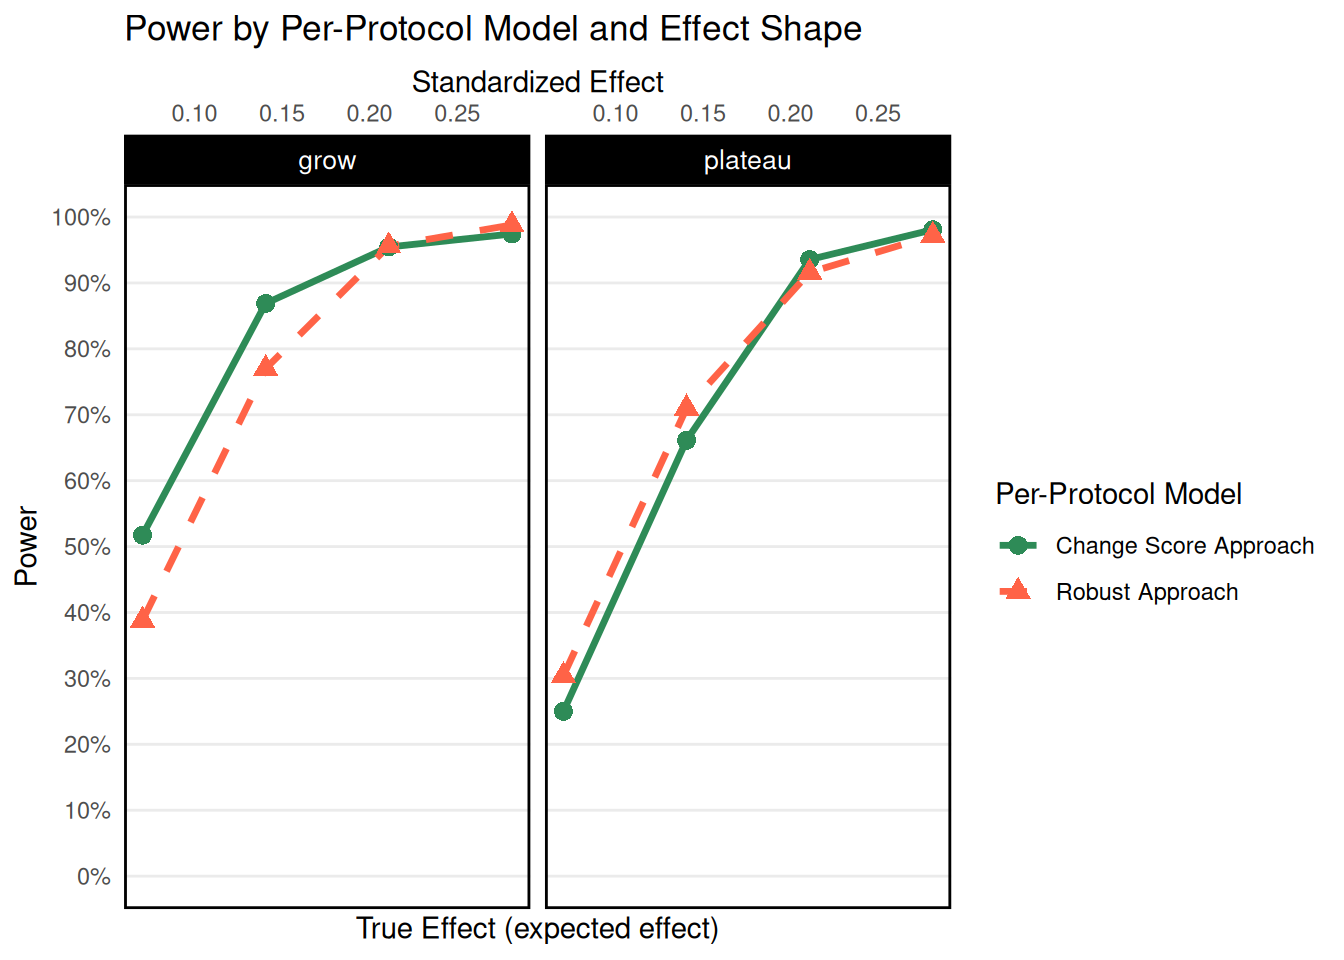 Power by Per-Protocol Model and Effect Shape
Standardized Effect
0.10 0.15 0.20 0.25 0.10 0.15 0.20 0.25
grow plateau
100%
90%
80%
70%
60%
50%
40%
30%
20%
10%
0%
Power
True Effect (expected effect)
Per-Protocol Model
Change Score Approach
Robust Approach